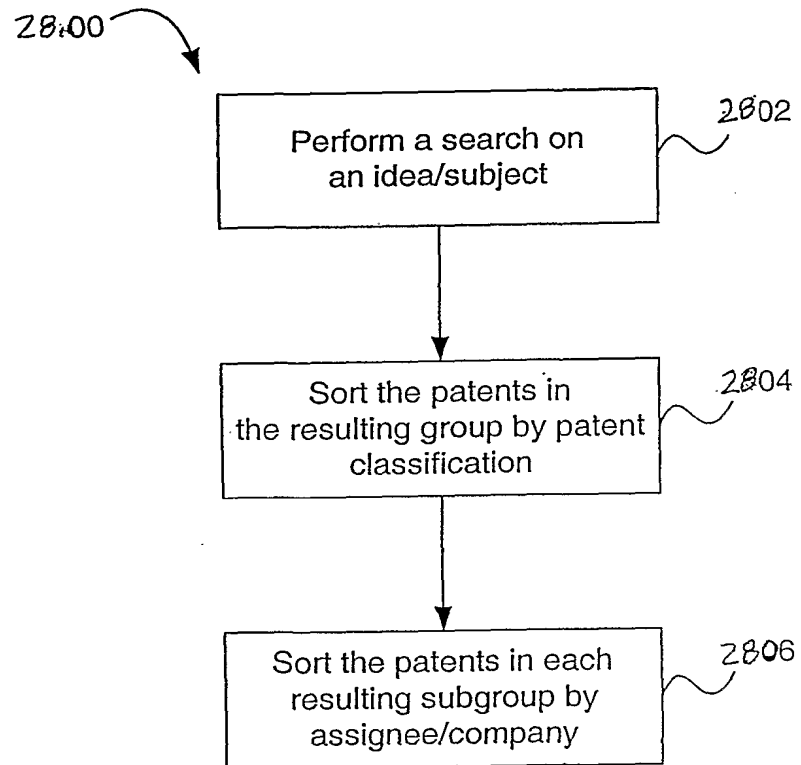 2800
2802
Perform a search on
an idea/subject
2804
Sort the patents in
the resulting group by patent
classification
2806
Sort the patents in each
resulting subgroup by
assignee/company